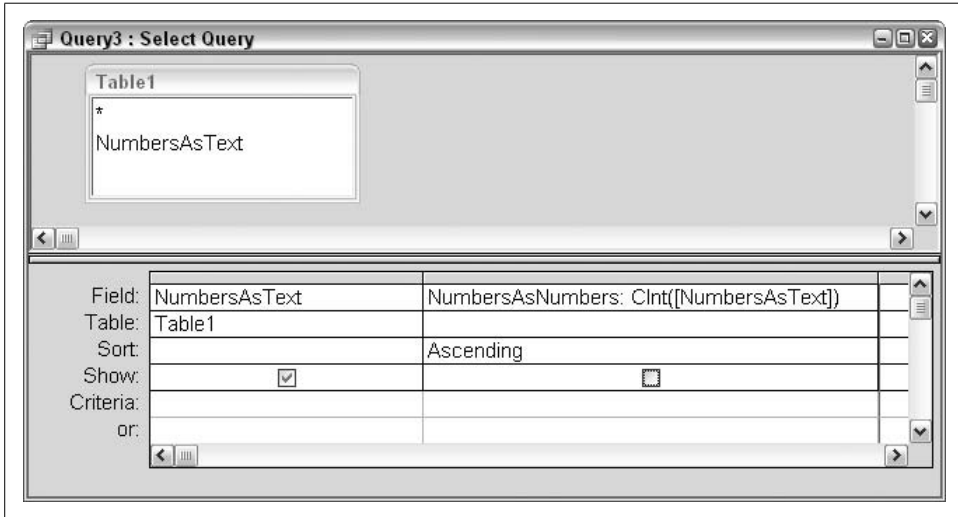 Query3 : Select Query
Table1
*
NumbersAsText
Field: NumbersAsText NumbersAsNumbers: CInt([NumbersAsText])
Table: Table1
Sort: Ascending
Show:
Criteria:
or: